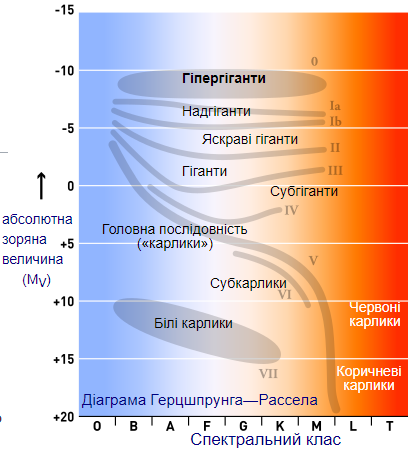 -15
-10
-5
0
+5
+10
+15
+20
абсолютна
зоряна
величина
(Mv)
0
Гіпергіганти
Надгіганти
Ia
Ib
Яскраві гіганти
II
Гіганти
III
Субгіганти
IV
Головна послідовність
(«карлики»)
V
Субкарлики
VI
Червоні
карлики
Білі карлики
VII
Коричневі
карлики
Діаграма Герцшпрунга—Рассела
O B A F G K M L T
Спектральний клас